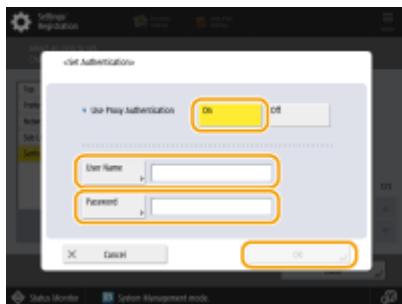 Settings/
Registration
<Set Authentication>
Use Proxy Authentication
On
Off
User Name
Password
Cancel
OK
Status Monitor
System Management mode.